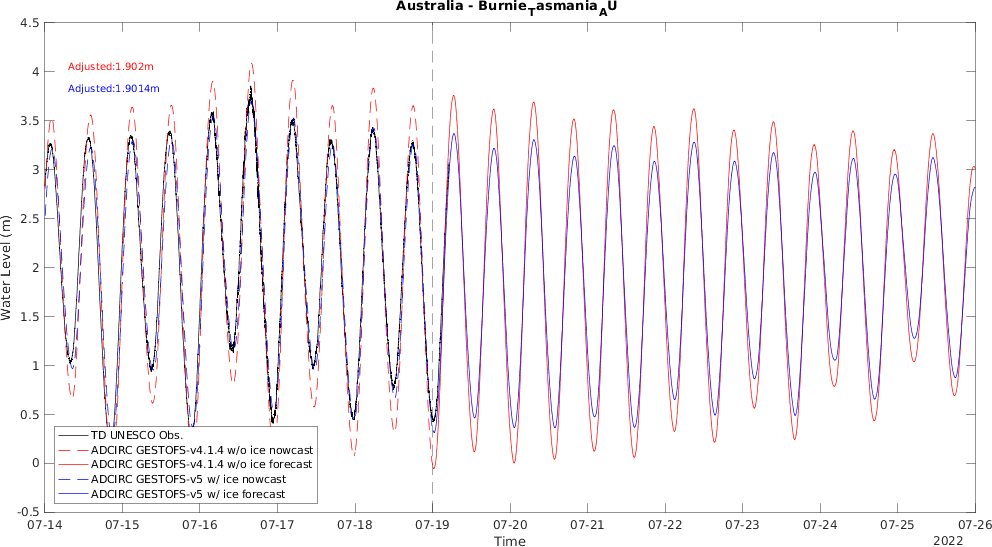 Australia - Burnie_Tasmania_AU
4.5
4
3.5
3
2.5
2
1.5
1
0.5
0
-0.5
Water Level (m)
Adjusted:1.902m
Adjusted:1.9014m
TD UNESCO Obs.
ADCIRC GESTOFS-v4.1.4 w/o ice nowcast
ADCIRC GESTOFS-v4.1.4 w/o ice forecast
ADCIRC GESTOFS-v5 w/ ice nowcast
ADCIRC GESTOFS-v5 w/ ice forecast
07-14 07-15 07-16 07-17 07-18 07-19 07-20 07-21 07-22 07-23 07-24 07-25 07-26
Time
2022